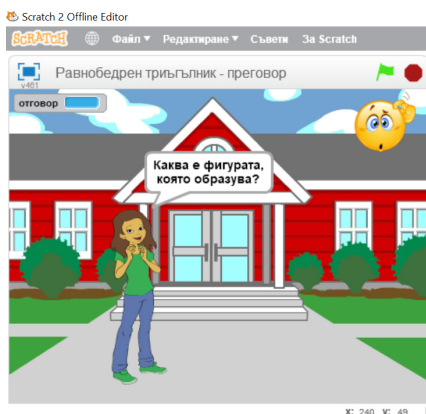 Scratch 2 Offline Editor
SCRATCH Файл Редактиране Съвети За Scratch
Равнобедрен триъгълник - преговор
v461
отговор
Каква е фигурата,
която образува?
x: 240 y: 49